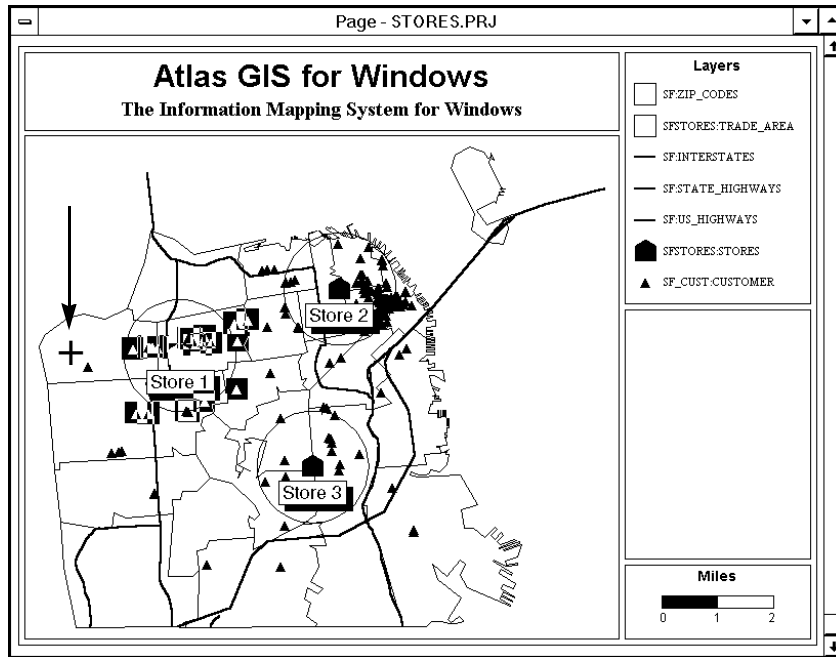 Page - STORES.PRJ
Atlas GIS for Windows
The Information Mapping System for Windows
Store 2
Store 1
Store 3
Layers
SF:ZIP_CODES
SFSTORES:TRADE_AREA
SF:INTERSTATES
SF:STATE_HIGHWAYS
SF:US_HIGHWAYS
SFSTORES:STORES
SF_CUST:CUSTOMER
Miles
0 1 2